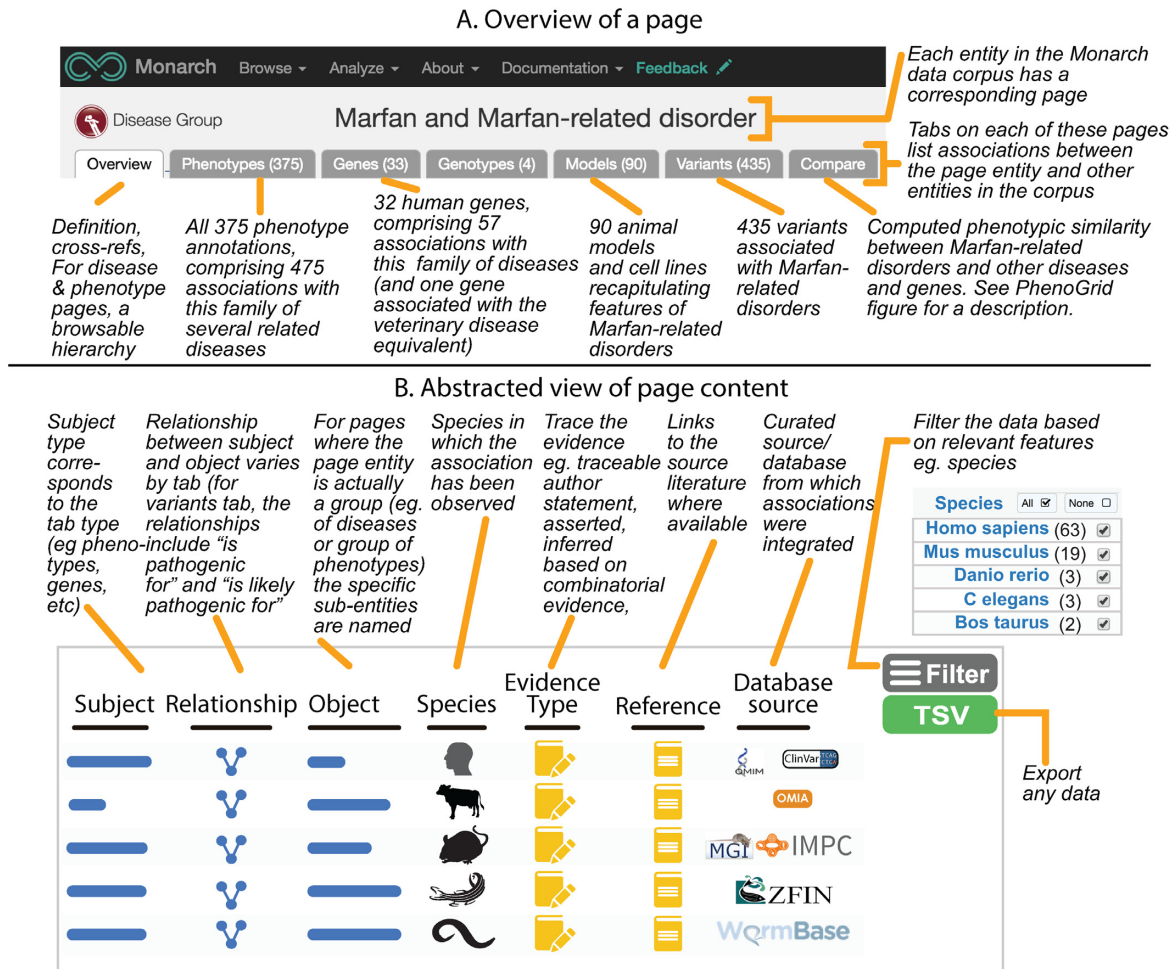 A. Overview of a page
Monarch Browse Analyze About Documentation Feedback
Disease Group
Marfan and Marfan-related disorder
Overview Phenotypes (375) Genes (33) Genotypes (4) Models (90) Variants (435) Compare
Each entity in the Monarch
data corpus has a
corresponding page
Tabs on each of these pages
list associations between
the page entity and other
entities in the corpus
Definition,
cross-refs,
For disease
& phenotype
pages, a
browsable
hierarchy
All 375 phenotype
annotations,
comprising 475
associations with
this family of
several related
diseases
32 human genes,
comprising 57
associations with
this family of diseases
(and one gene
associated with the
veterinary disease
equivalent)
90 animal
models
and cell lines
recapitulating
features of
Marfan-related
disorders
435 variants
associated
with Marfan-
related
disorders
Computed phenotypic similarity
between Marfan-related
disorders and other diseases
and genes. See PhenoGrid
figure for a description.
B. Abstracted view of page content
Subject
type
corre-
sponds
to the
tab type
(eg pheno-
types,
genes,
etc)
Relationship
between subject
and object varies
by tab (for
variants tab, the
relationships
include “is
pathogenic
for” and “is likely
pathogenic for”
For pages
where the
page entity
is actually
a group (eg.
of diseases
or group of
phenotypes)
the specific
sub-entities
are named
Species in
which the
association
has been
observed
Trace the
evidence
eg. traceable
author
statement,
asserted,
inferred
based on
combinatorial
evidence,
Links
to the
source
literature
where
available
Curated
source/
database
from which
associations
were
integrated
Filter the data based
on relevant features
eg. species
Species All None
Homo sapiens (63)
Mus musculus (19)
Danio rerio (3)
C elegans (3)
Bos taurus (2)
Filter
TSV
Export
any data
Subject Relationship Object Species Evidence Type Reference Database source
OMIM ClinVar
OMIA
MGI IMPC
ZFIN
WormBase